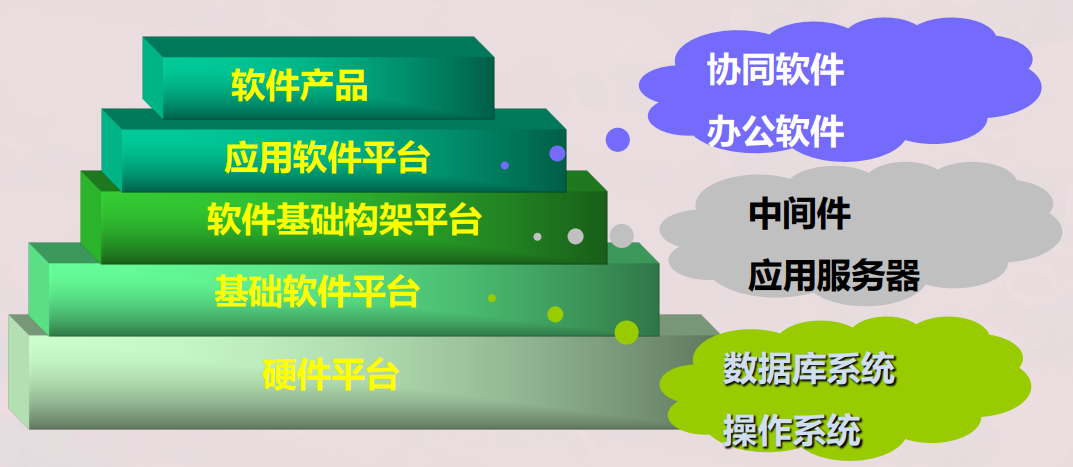 软件产品
应用软件平台
软件基础构架平台
基础软件平台
硬件平台
协同软件
办公软件
中间件
应用服务器
数据库系统
操作系统